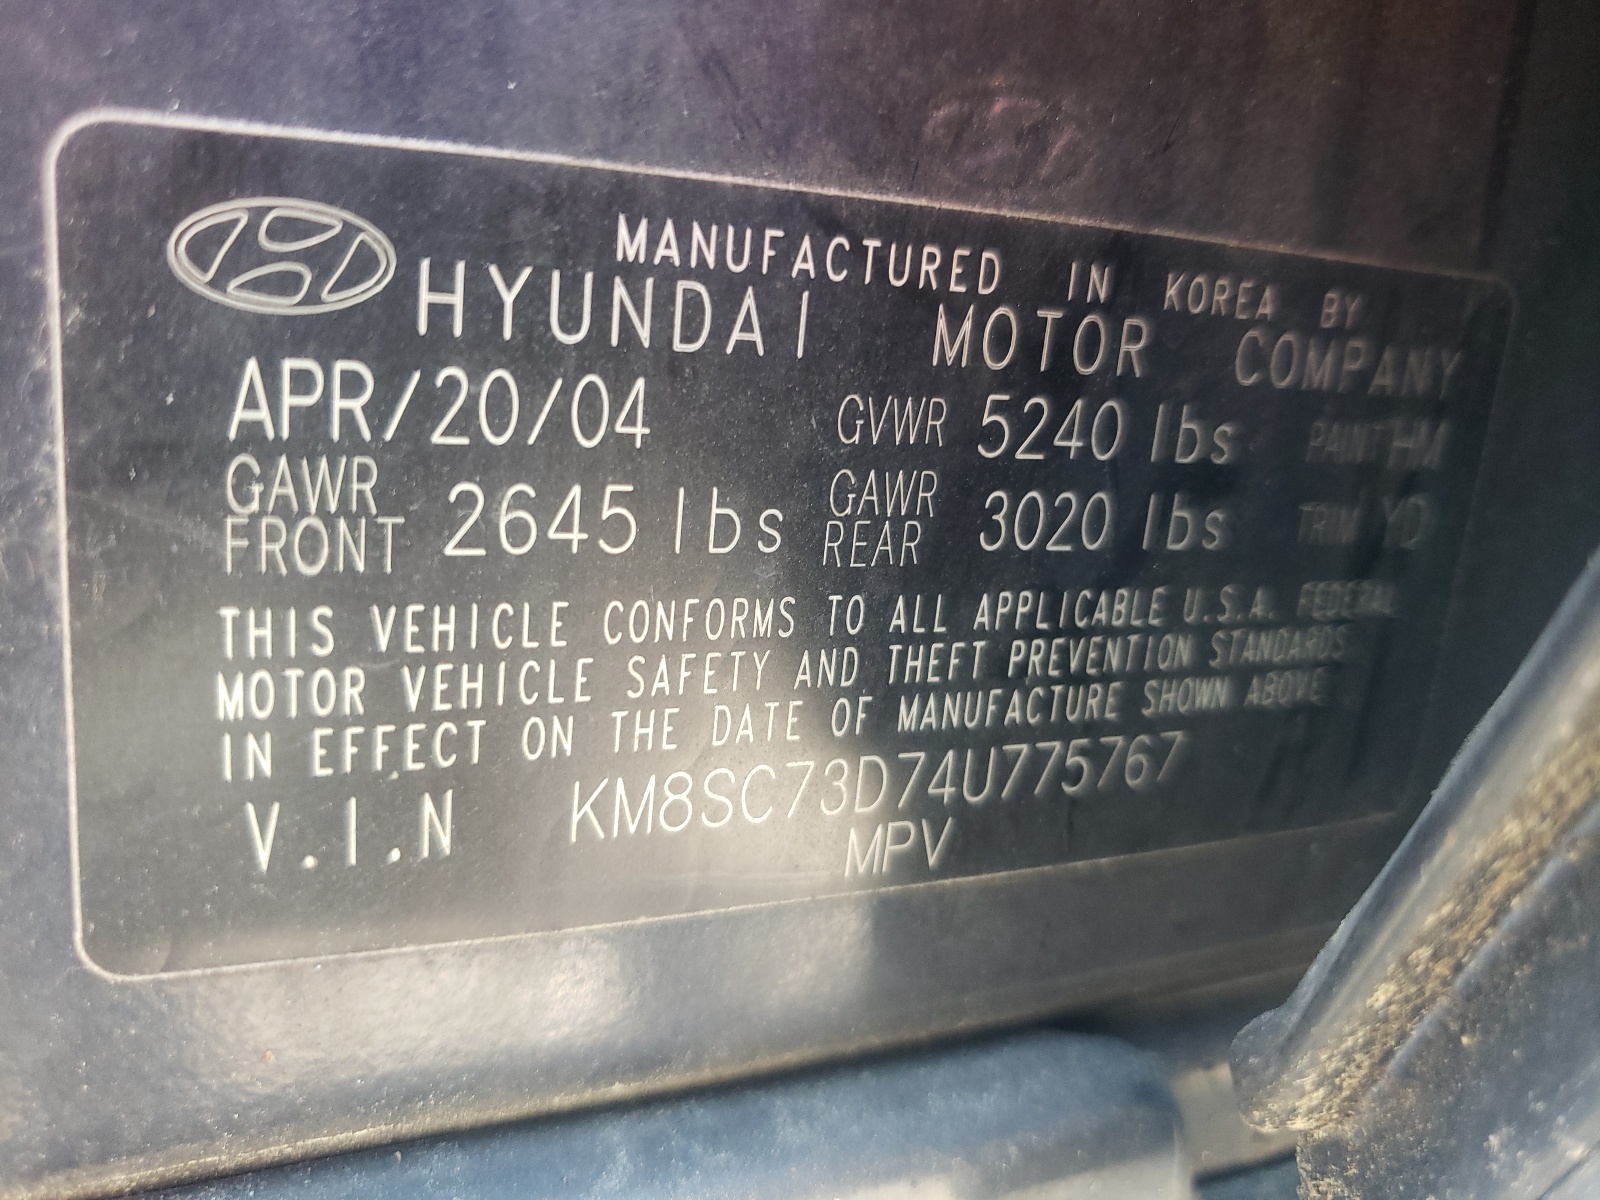 MANUFACTURED IN KOREA BY
HYUNDAI MOTOR COMPANY
APR/20/04 GVWR 5240 lbs PAINT HM
GAWR FRONT 2645 lbs GAWR REAR 3020 lbs TRIM YD
THIS VEHICLE CONFORMS TO ALL APPLICABLE U.S.A. FEDERAL
MOTOR VEHICLE SAFETY AND THEFT PREVENTION STANDARDS
IN EFFECT ON THE DATE OF MANUFACTURE SHOWN ABOVE.
V.I.N KM8SC73D74U775767
MPV